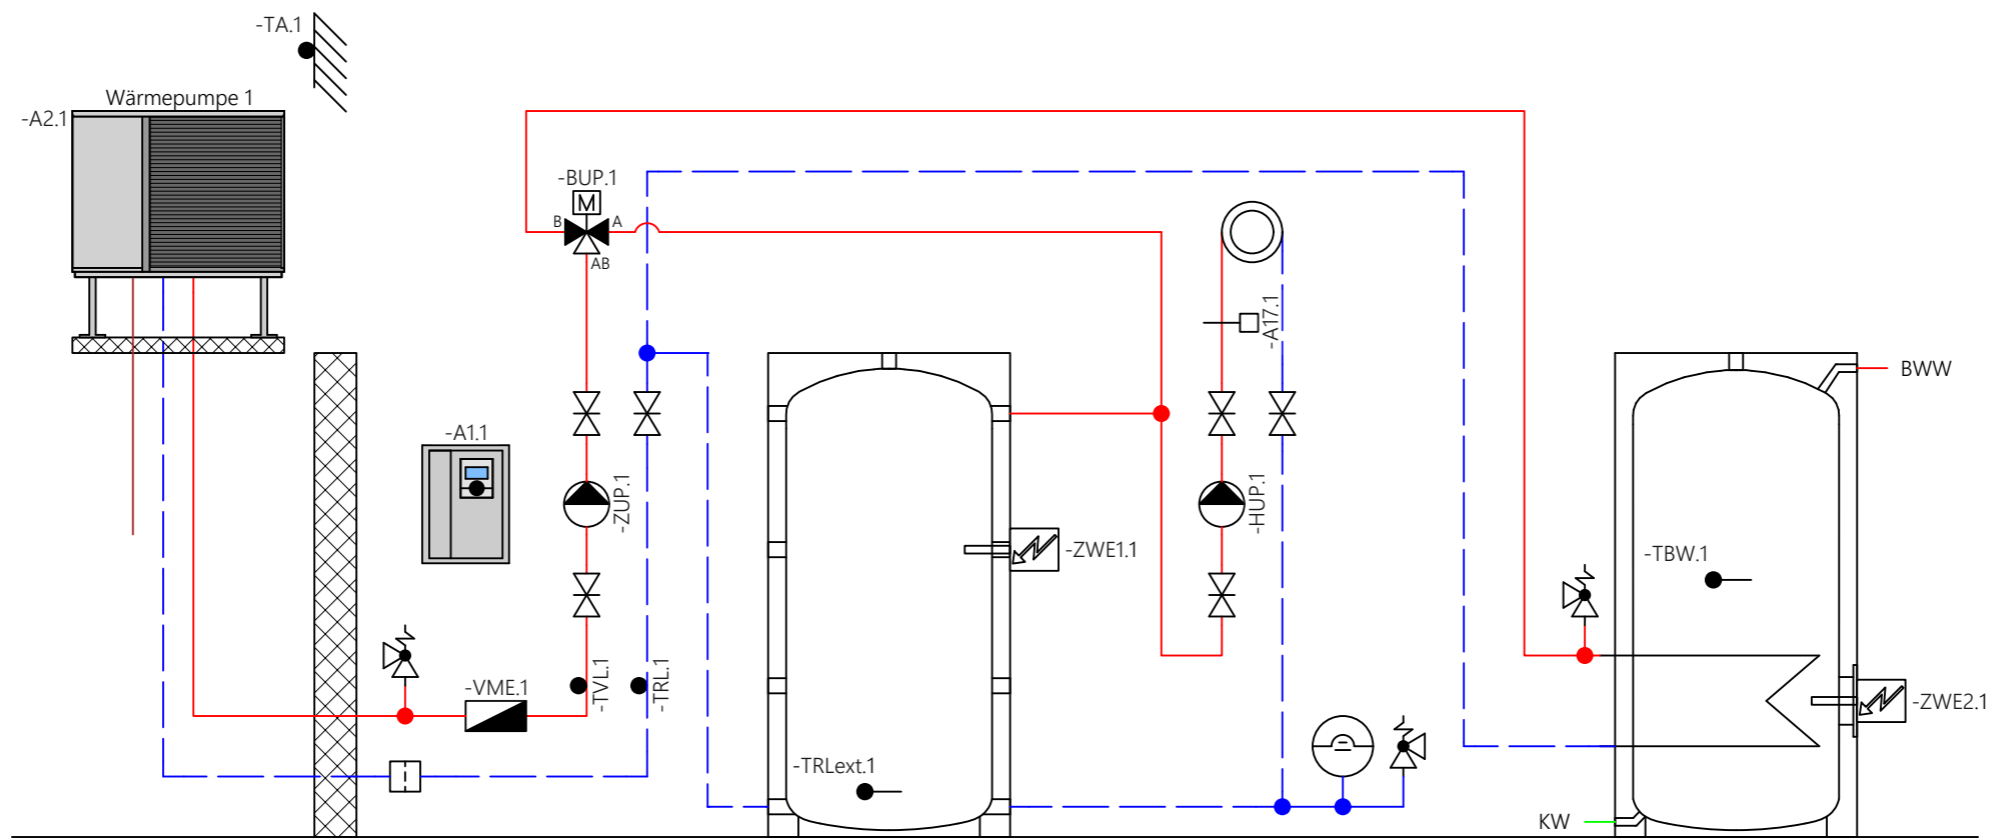 -TA.1
Wärmepumpe 1
-A2.1
-BUP.1
M
B
A
AB
-A17.1
BWW
-A1.1
-ZUP.1
-HUP.1
-ZWE1.1
-TBW.1
-TVL.1
-TRL.1
-VME.1
-ZWE2.1
-TRLext.1
KW